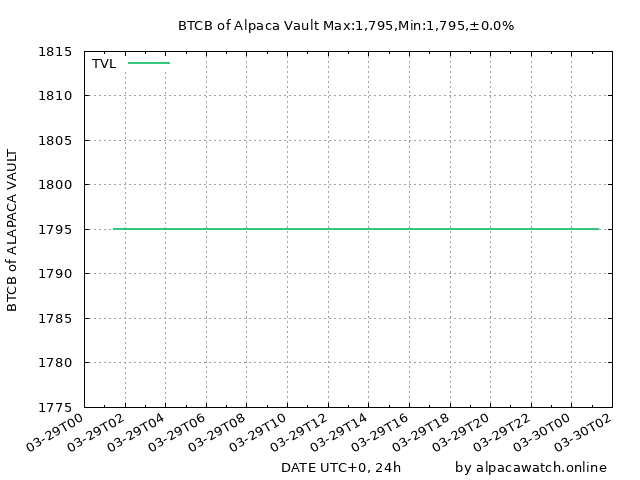 BTCB of Alpaca Vault Max:1,795,Min:1,795,±0.0%
TVL
BTCB of ALAPACA VAULT
1815
1810
1805
1800
1795
1790
1785
1780
1775
03-29T00
03-29T02
03-29T04
03-29T06
03-29T08
03-29T10
03-29T12
03-29T14
03-29T16
03-29T18
03-29T20
03-29T22
03-30T00
03-30T02
DATE UTC+0, 24h
by alpacawatch.online